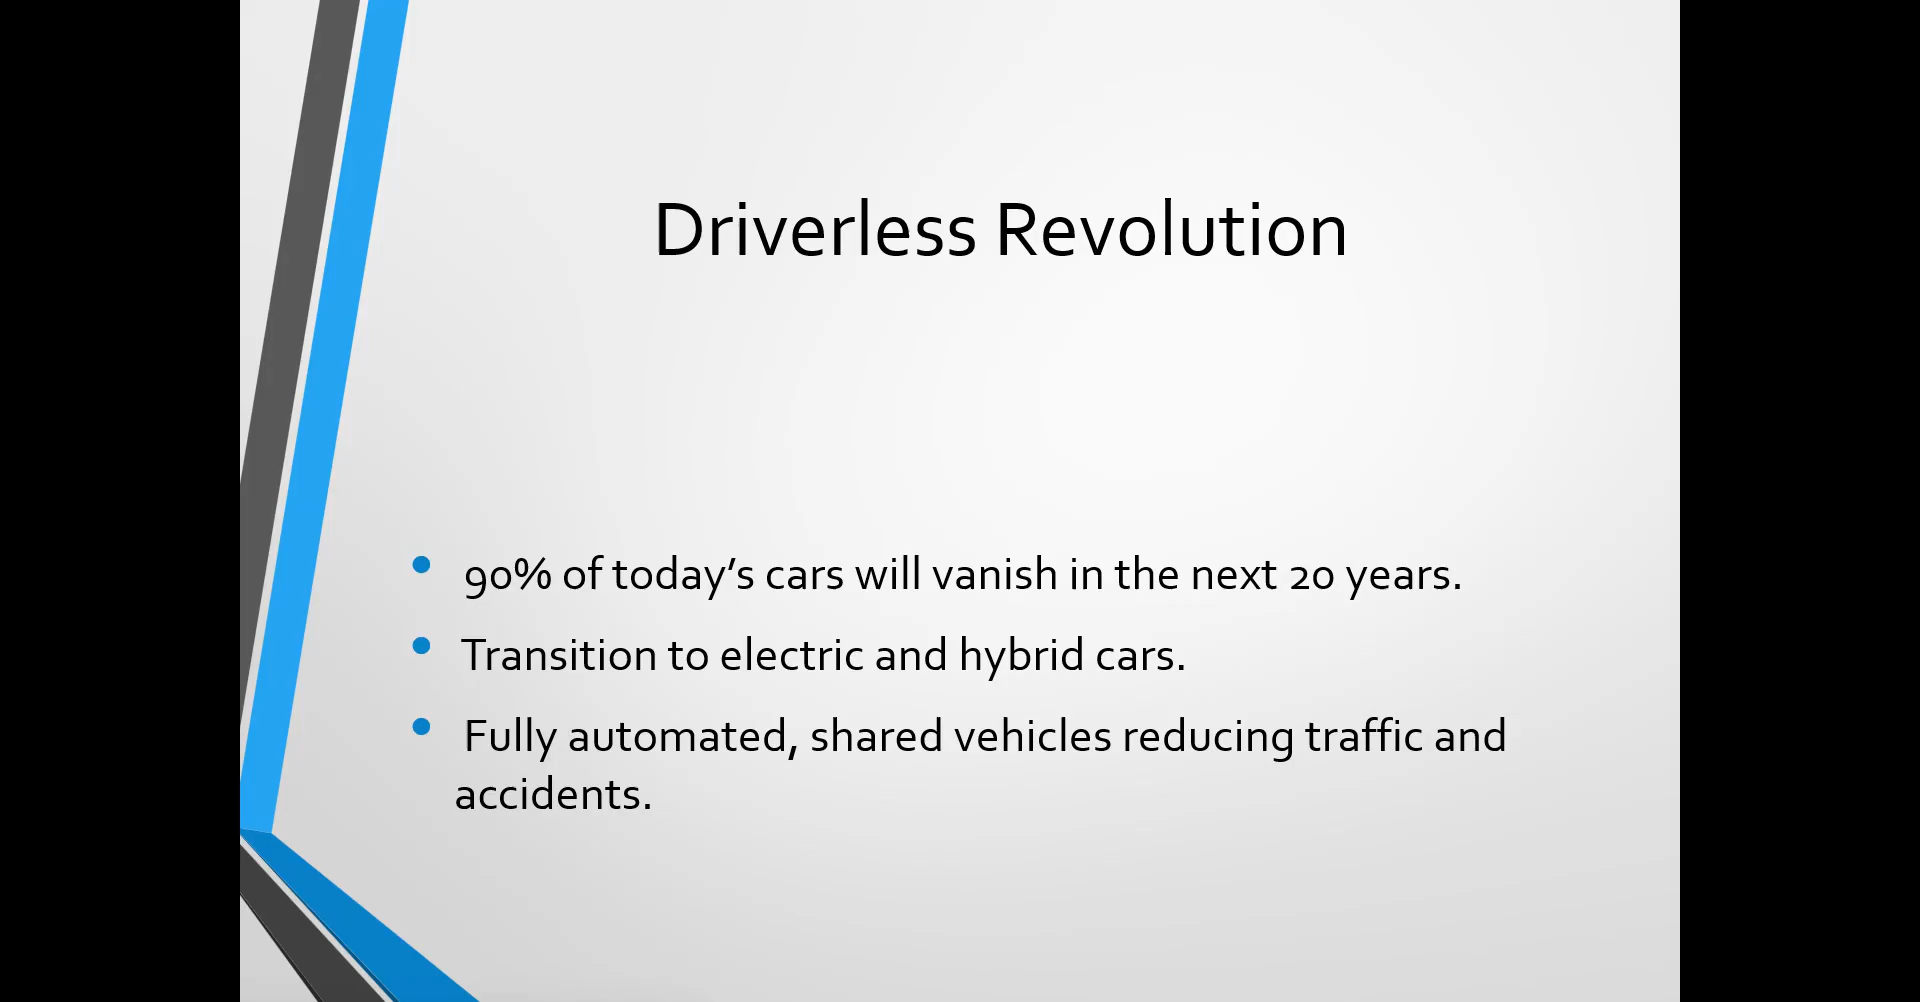 Driverless Revolution
• 90% of today’s cars will vanish in the next 20 years.
• Transition to electric and hybrid cars.
• Fully automated, shared vehicles reducing traffic and
accidents.